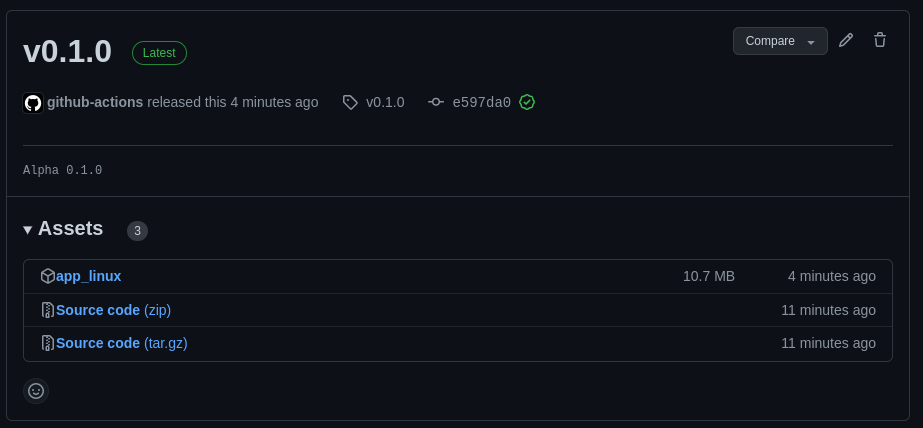 v0.1.0 Latest Compare
github-actions released this 4 minutes ago v0.1.0 e597da0
Alpha 0.1.0
Assets 3
app_linux 10.7 MB 4 minutes ago
Source code (zip) 11 minutes ago
Source code (tar.gz) 11 minutes ago